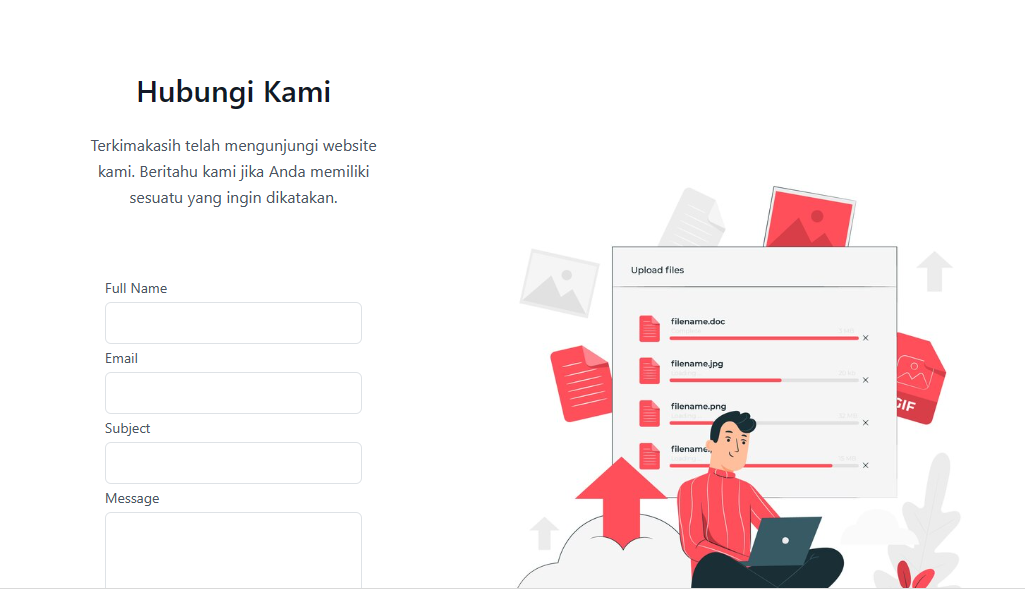 Hubungi Kami
Terkimakasih telah mengunjungi website
kami. Beritahu kami jika Anda memiliki
sesuatu yang ingin dikatakan.
Full Name
Email
Subject
Message
Upload files
filename.doc
filename.jpg
filename.png
GIF